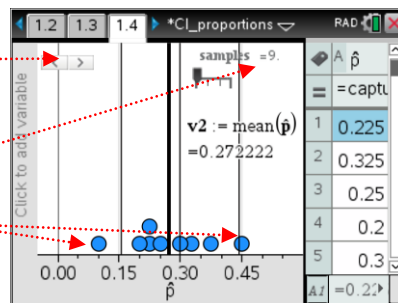 1.2 1.3 1.4 *CI_proportions RAD
samples =9.
v2 := mean(p̂)
=0.272222
Click to add variable
0.00 0.15 0.30 0.45
p̂
A p̂
= =captu
1 0.225
2 0.325
3 0.25
4 0.2
5 0.3
A1 =0.22